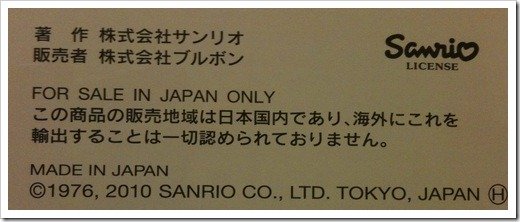 著　作　株式会社サンリオ
販売者　株式会社ブルボン
Sanrio
LICENSE
FOR SALE IN JAPAN ONLY
この商品の販売地域は日本国内であり、海外にこれを
輸出することは一切認められておりません。
MADE IN JAPAN
©1976, 2010 SANRIO CO., LTD. TOKYO, JAPAN Ⓗ